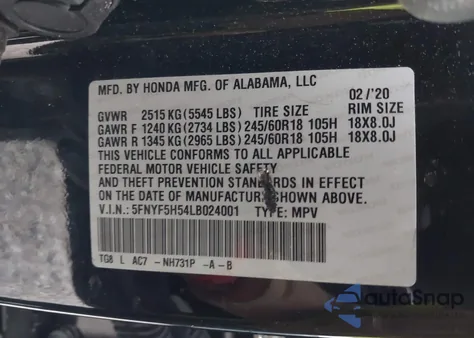 MFD. BY HONDA MFG. OF ALABAMA, LLC 02/'20
GVWR 2515 KG (5545 LBS) TIRE SIZE RIM SIZE
GAWR F 1240 KG (2734 LBS) 245/60R18 105H 18X8.0J
GAWR R 1345 KG (2965 LBS) 245/60R18 105H 18X8.0J
THIS VEHICLE CONFORMS TO ALL APPLICABLE
FEDERAL MOTOR VEHICLE SAFETY
AND THEFT PREVENTION STANDARDS IN EFFECT
ON THE DATE OF MANUFACTURE SHOWN ABOVE.
V.I.N.: 5FNYF5H54LB024001 TYPE: MPV
TG8 L AC7 -NH731P -A-B
autoSnap